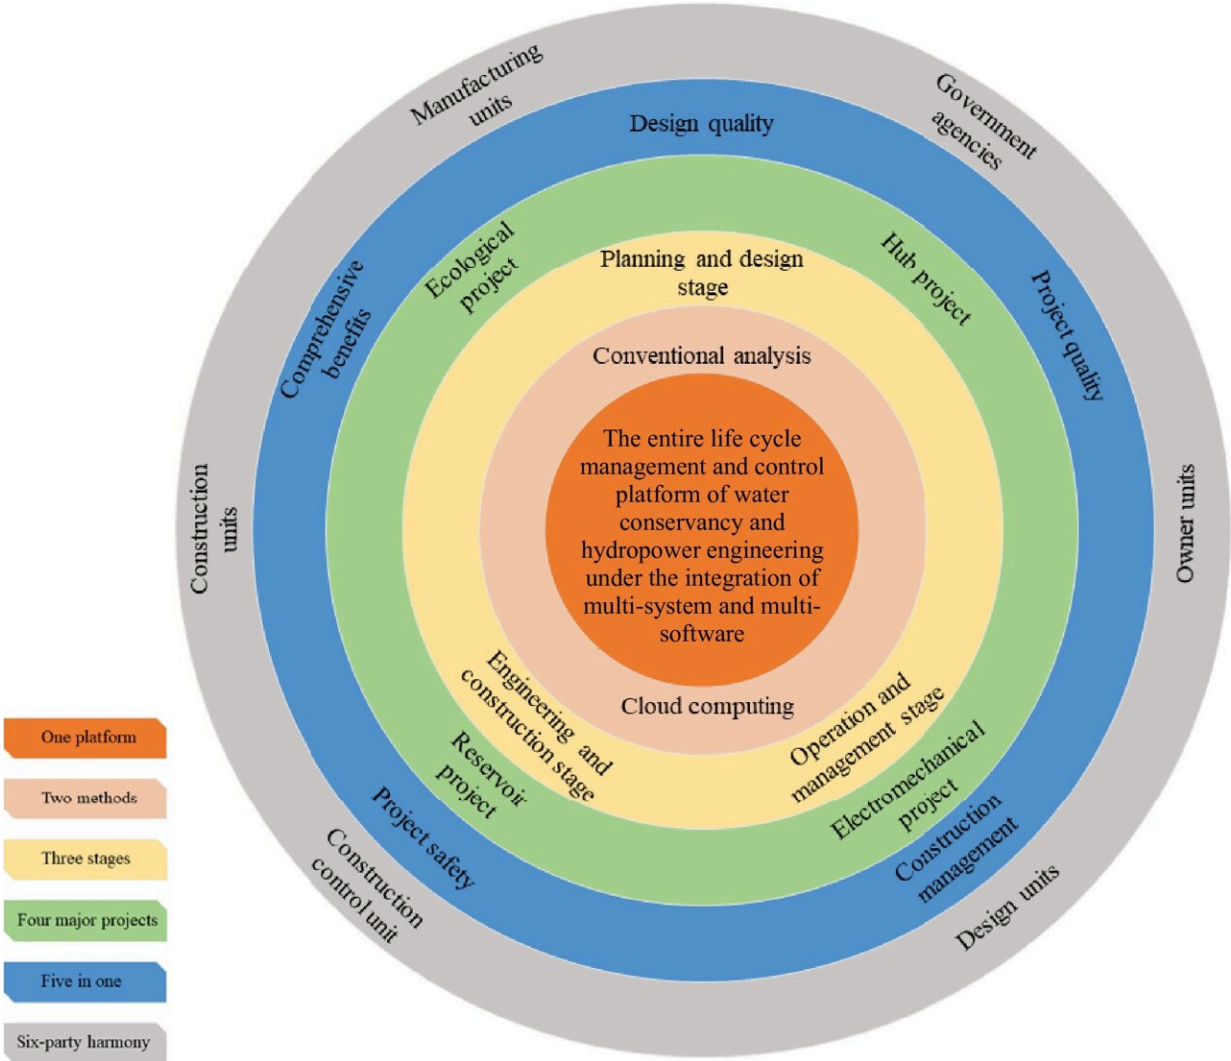 Manufacturing
units
Government
agencies
Design quality
Ecological
project
Hub project
Planning and design
stage
Comprehensive
benefits
Project quality
Conventional analysis
The entire life cycle
management and control
platform of water
conservancy and
hydropower engineering
under the integration of
multi-system and multi-
software
Construction
units
Owner units
Cloud computing
Engineering and
construction stage
Operation and
management stage
Reservoir
project
Electromechanical
project
Project safety
Construction
management
Construction
control unit
Design units
One platform
Two methods
Three stages
Four major projects
Five in one
Six-party harmony